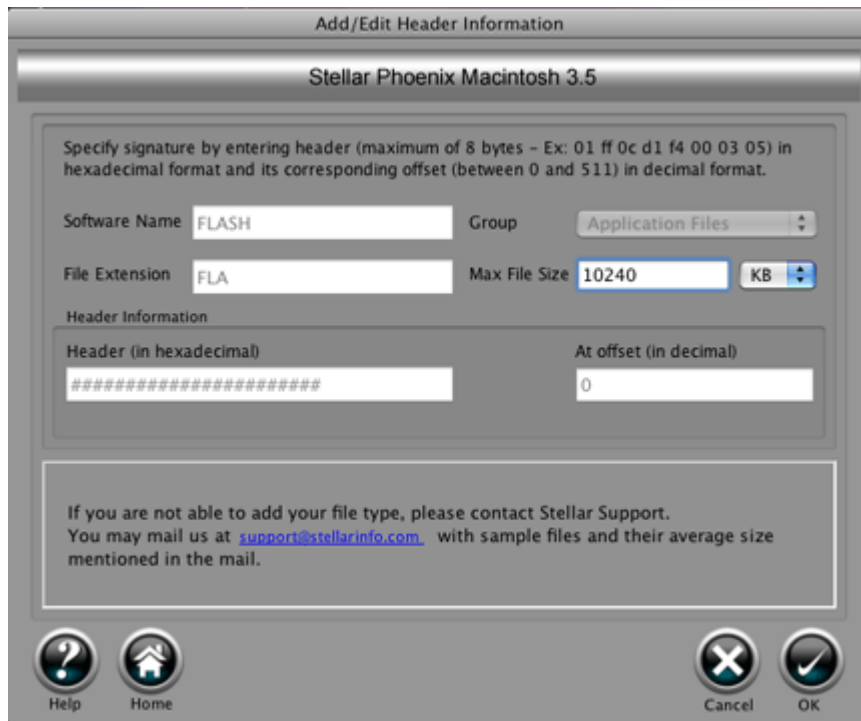 Add/Edit Header Information
Stellar Phoenix Macintosh 3.5
Specify signature by entering header (maximum of 8 bytes – Ex: 01 ff 0c d1 f4 00 03 05) in
hexadecimal format and its corresponding offset (between 0 and 511) in decimal format.
Software Name FLASH Group Application Files
File Extension FLA Max File Size 10240 KB
Header Information
Header (in hexadecimal) At offset (in decimal)
####################### 0
If you are not able to add your file type, please contact Stellar Support.
You may mail us at support@stellarinfo.com with sample files and their average size
mentioned in the mail.
Help Home Cancel OK